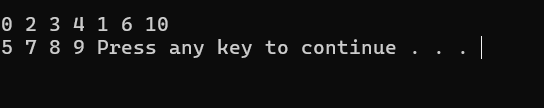 0 2 3 4 1 6 10
5 7 8 9 Press any key to continue . . .